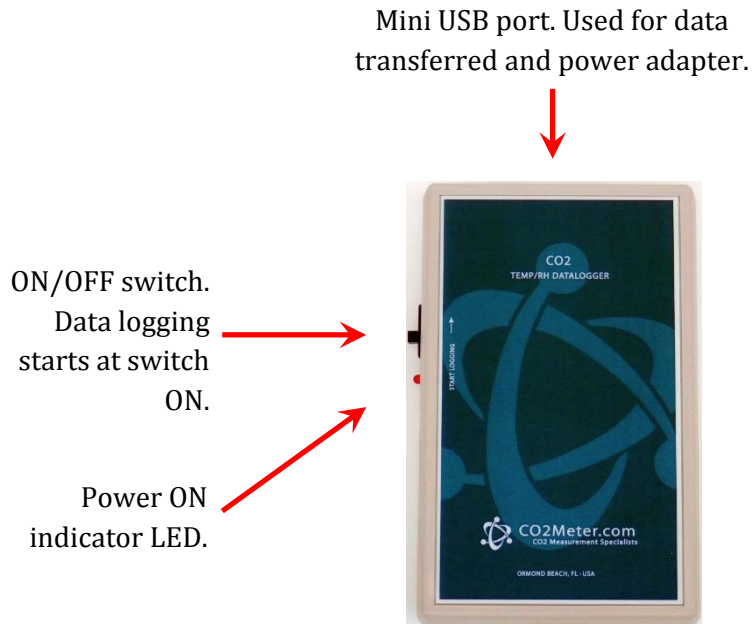 Mini USB port. Used for data
transferred and power adapter.
CO2
TEMP/RH DATALOGGER
ON/OFF switch.
Data logging
starts at switch
ON.
START LOGGING
Power ON
indicator LED.
CO2Meter.com
CO2 Measurement Specialists
ORMOND BEACH, FL - USA